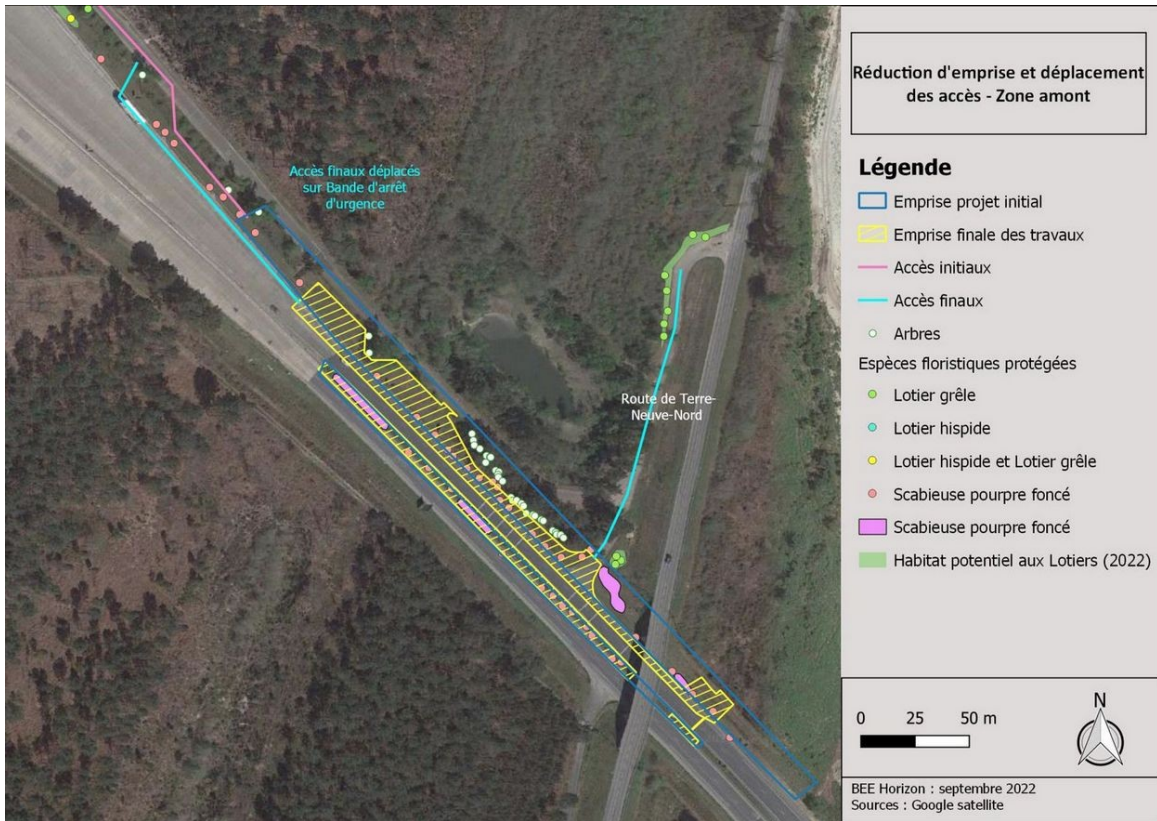 Réduction d'emprise et déplacement
des accès - Zone amont
Légende
Emprise projet initial
Emprise finale des travaux
Accès initiaux
Accès finaux
Arbres
Espèces floristiques protégées
Lotier grêle
Lotier hispide
Lotier hispide et Lotier grêle
Scabieuse pourpre foncé
Scabieuse pourpre foncé
Habitat potentiel aux Lotiers (2022)
Accès finaux déplacés
sur Bande d'arrêt
d'urgence
Route de Terre-
Neuve-Nord
0 25 50 m
N
BEE Horizon : septembre 2022
Sources : Google satellite